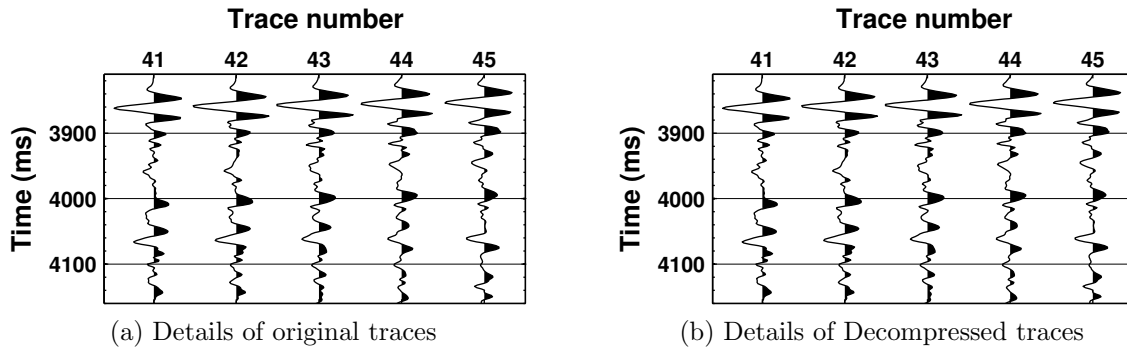 Trace number
41 42 43 44 45
Time (ms)
3900
4000
4100
(a) Details of original traces
Trace number
41 42 43 44 45
Time (ms)
3900
4000
4100
(b) Details of Decompressed traces